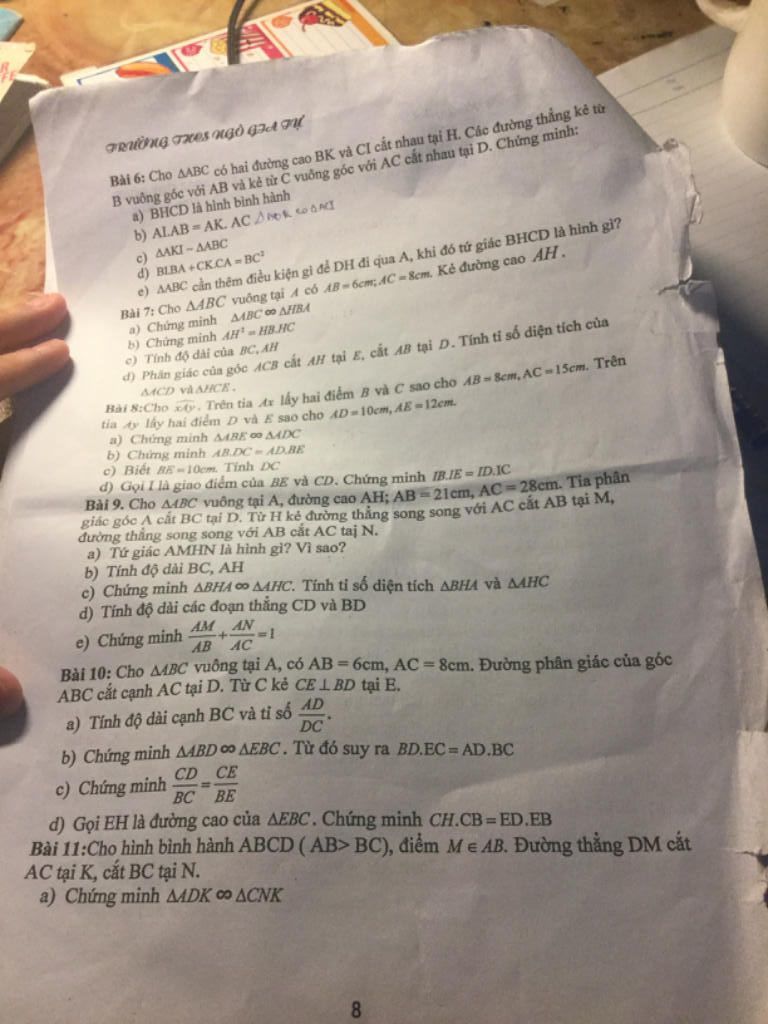 TRƯỜNG THCS NGÔ GIA TỰ
Bài 6: Cho ΔABC có hai đường cao BK và CI cắt nhau tại H. Các đường thẳng kẻ từ
B vuông góc với AB và kẻ từ C vuông góc với AC cắt nhau tại D. Chứng minh:
a) BHCD là hình bình hành
b) AI.AB = AK. AC
c) ΔAKI ~ ΔABC
d) BI.BA + CK.CA = BC²
e) ΔABC cần thêm điều kiện gì để DH đi qua A, khi đó tứ giác BHCD là hình gì?
Bài 7: Cho ΔABC vuông tại A có AB = 6cm; AC = 8cm. Kẻ đường cao AH .
a) Chứng minh ΔABC ∞ ΔHBA
b) Chứng minh AH² = HB.HC
c) Tính độ dài của BC, AH
d) Phân giác của góc ACB cắt AH tại E, cắt AB tại D. Tính tỉ số diện tích của
ΔACD và ΔHCE .
Bài 8:Cho xAy . Trên tia Ax lấy hai điểm B và C sao cho AB = 8cm, AC = 15cm. Trên
tia Ay lấy hai điểm D và E sao cho AD = 10cm, AE = 12cm.
a) Chứng minh ΔABE ∞ ΔADC
b) Chứng minh AB.DC = AD.BE
c) Biết BE = 10cm. Tính DC
d) Gọi I là giao điểm của BE và CD. Chứng minh IB.IE = ID.IC
Bài 9. Cho ΔABC vuông tại A, đường cao AH; AB = 21cm, AC = 28cm. Tia phân
giác góc A cắt BC tại D. Từ H kẻ đường thẳng song song với AC cắt AB tại M,
đường thẳng song song với AB cắt AC taị N.
a) Tứ giác AMHN là hình gì? Vì sao?
b) Tính độ dài BC, AH
c) Chứng minh ΔBHA ∞ ΔAHC. Tính tỉ số diện tích ΔBHA và ΔAHC
d) Tính độ dài các đoạn thẳng CD và BD
e) Chứng minh AM/AB + AN/AC = 1
Bài 10: Cho ΔABC vuông tại A, có AB = 6cm, AC = 8cm. Đường phân giác của góc
ABC cắt cạnh AC tại D. Từ C kẻ CE ⊥ BD tại E.
a) Tính độ dài cạnh BC và tỉ số AD/DC.
b) Chứng minh ΔABD ∞ ΔEBC. Từ đó suy ra BD.EC = AD.BC
c) Chứng minh CD/BC = CE/BE
d) Gọi EH là đường cao của ΔEBC. Chứng minh CH.CB = ED.EB
Bài 11:Cho hình bình hành ABCD ( AB> BC), điểm M ∈ AB. Đường thẳng DM cắt
AC tại K, cắt BC tại N.
a) Chứng minh ΔADK ∞ ΔCNK
8